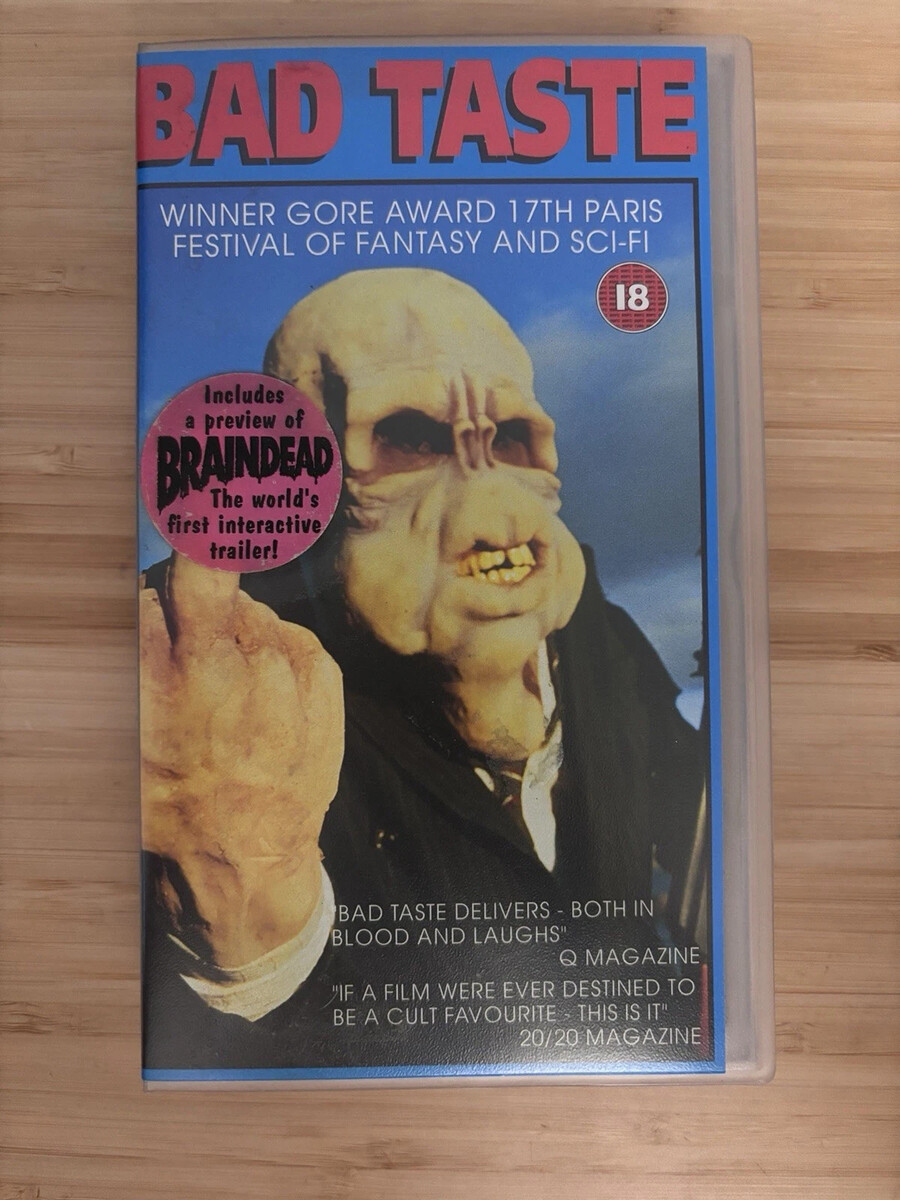 BAD TASTE
WINNER GORE AWARD 17TH PARIS
FESTIVAL OF FANTASY AND SCI-FI
18
Includes
a preview of
BRAINDEAD
The world's
first interactive
trailer!
"BAD TASTE DELIVERS - BOTH IN
BLOOD AND LAUGHS"
Q MAGAZINE
"IF A FILM WERE EVER DESTINED TO
BE A CULT FAVOURITE - THIS IS IT"
20/20 MAGAZINE